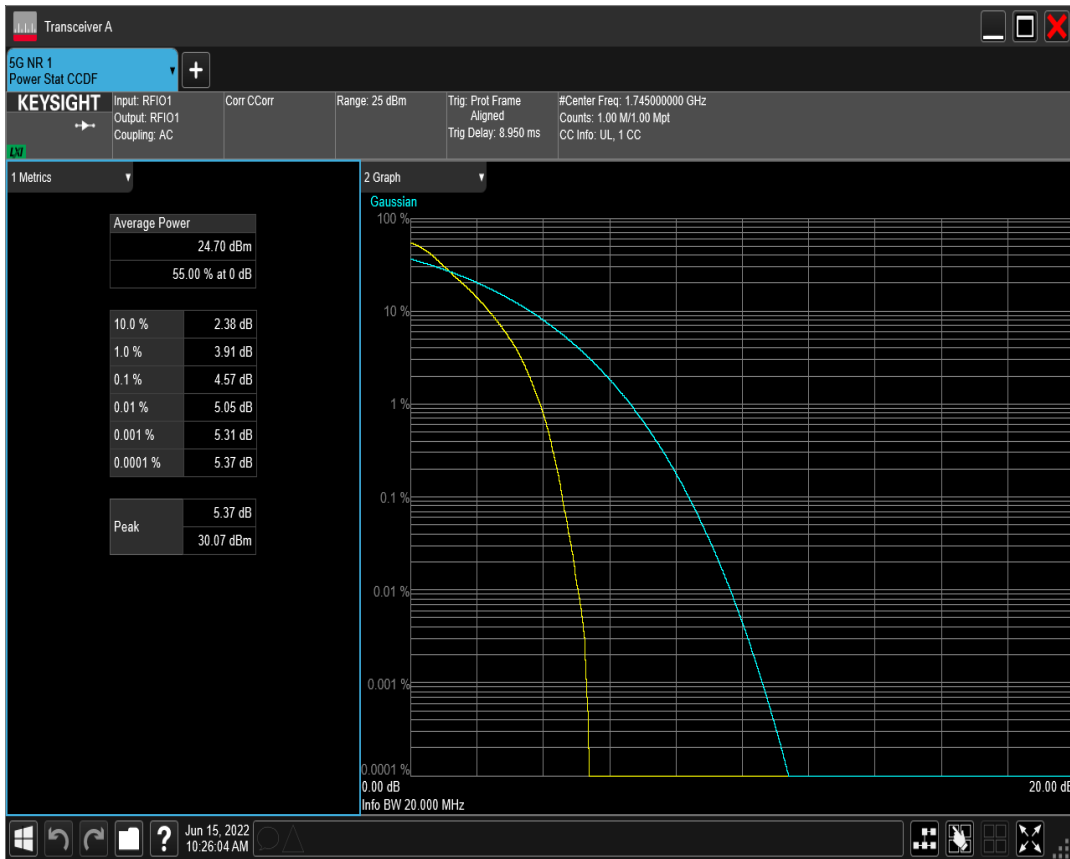 Transceiver A
5G NR 1
Power Stat CCDF
+
KEYSIGHT
LXI
Input: RFIO1
Output: RFIO1
Coupling: AC
Corr CCorr
Range: 25 dBm
Trig: Prot Frame
Aligned
Trig Delay: 8.950 ms
#Center Freq: 1.745000000 GHz
Counts: 1.00 M/1.00 Mpt
CC Info: UL, 1 CC
1 Metrics
Average Power
24.70 dBm
55.00 % at 0 dB
10.0 % 2.38 dB
1.0 % 3.91 dB
0.1 % 4.57 dB
0.01 % 5.05 dB
0.001 % 5.31 dB
0.0001 % 5.37 dB
Peak
5.37 dB
30.07 dBm
2 Graph
Gaussian
100 %
10 %
1 %
0.1 %
0.01 %
0.001 %
0.0001 %
0.00 dB 20.00 dB
Info BW 20.000 MHz
?
Jun 15, 2022
10:26:04 AM